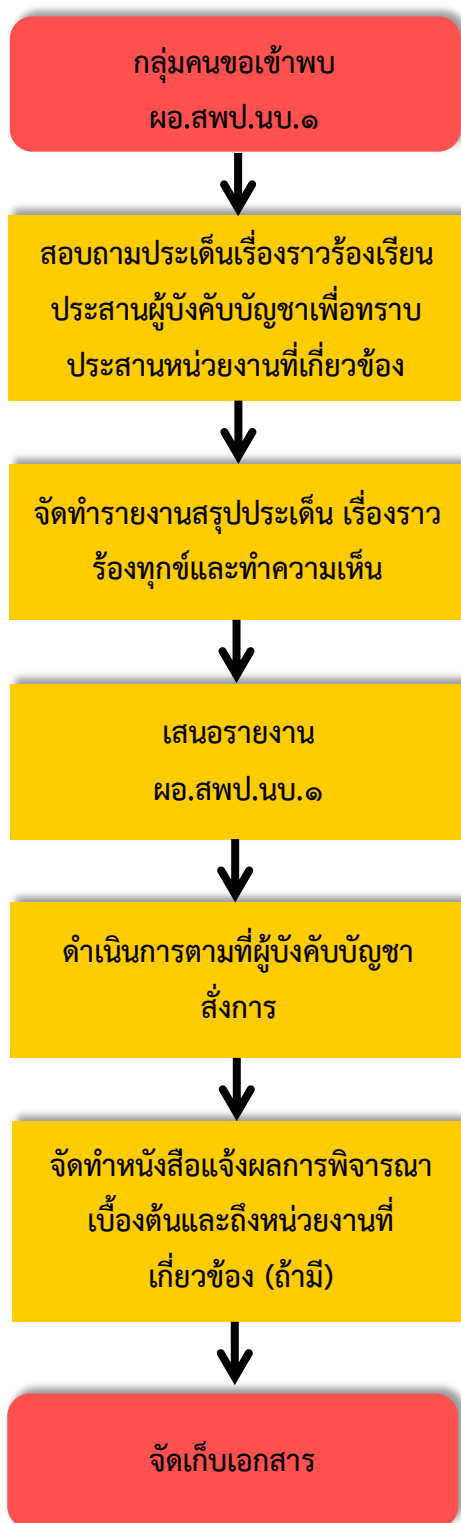 กลุ่มคนขอเข้าพบ
ผอ.สพป.นบ.๑
สอบถามประเด็นเรื่องราวร้องเรียน
ประสานผู้บังคับบัญชาเพื่อทราบ
ประสานหน่วยงานที่เกี่ยวข้อง
จัดทำรายงานสรุปประเด็น เรื่องราว
ร้องทุกข์และทำความเห็น
เสนอรายงาน
ผอ.สพป.นบ.๑
ดำเนินการตามที่ผู้บังคับบัญชา
สั่งการ
จัดทำหนังสือแจ้งผลการพิจารณา
เบื้องต้นและถึงหน่วยงานที่
เกี่ยวข้อง (ถ้ามี)
จัดเก็บเอกสาร